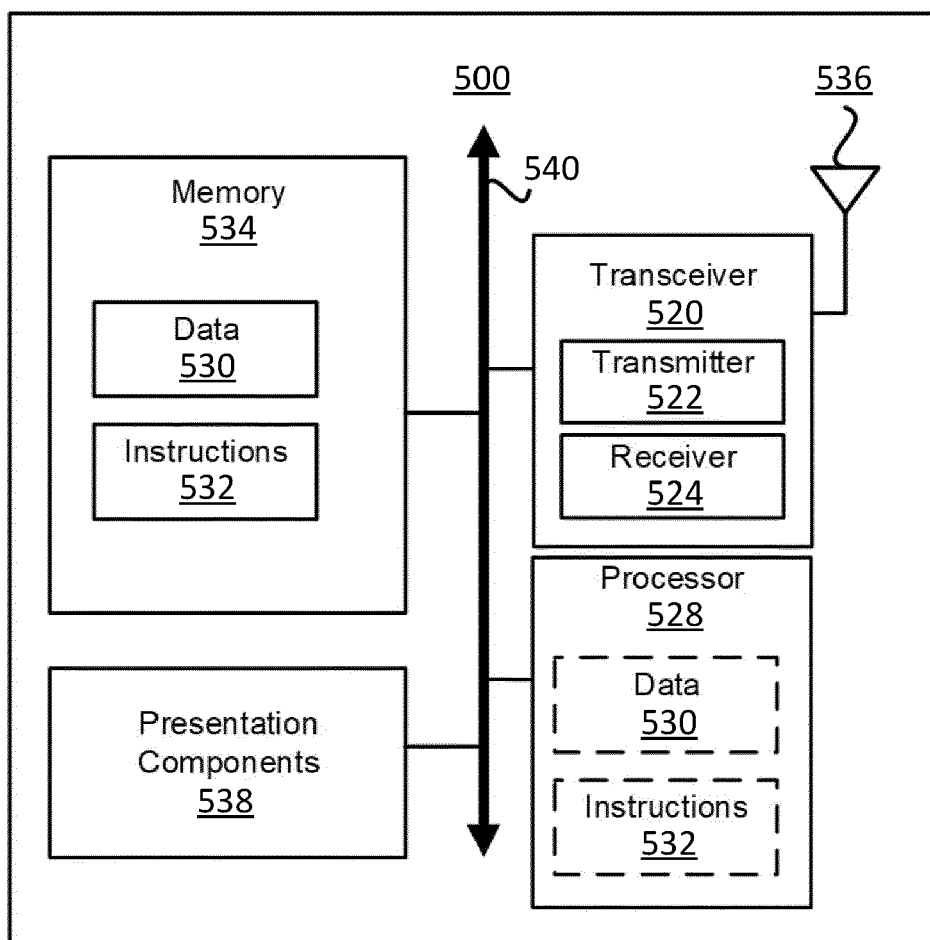 500
536
540
Memory
534
Data
530
Instructions
532
Transceiver
520
Transmitter
522
Receiver
524
Processor
528
Data
530
Instructions
532
Presentation
Components
538